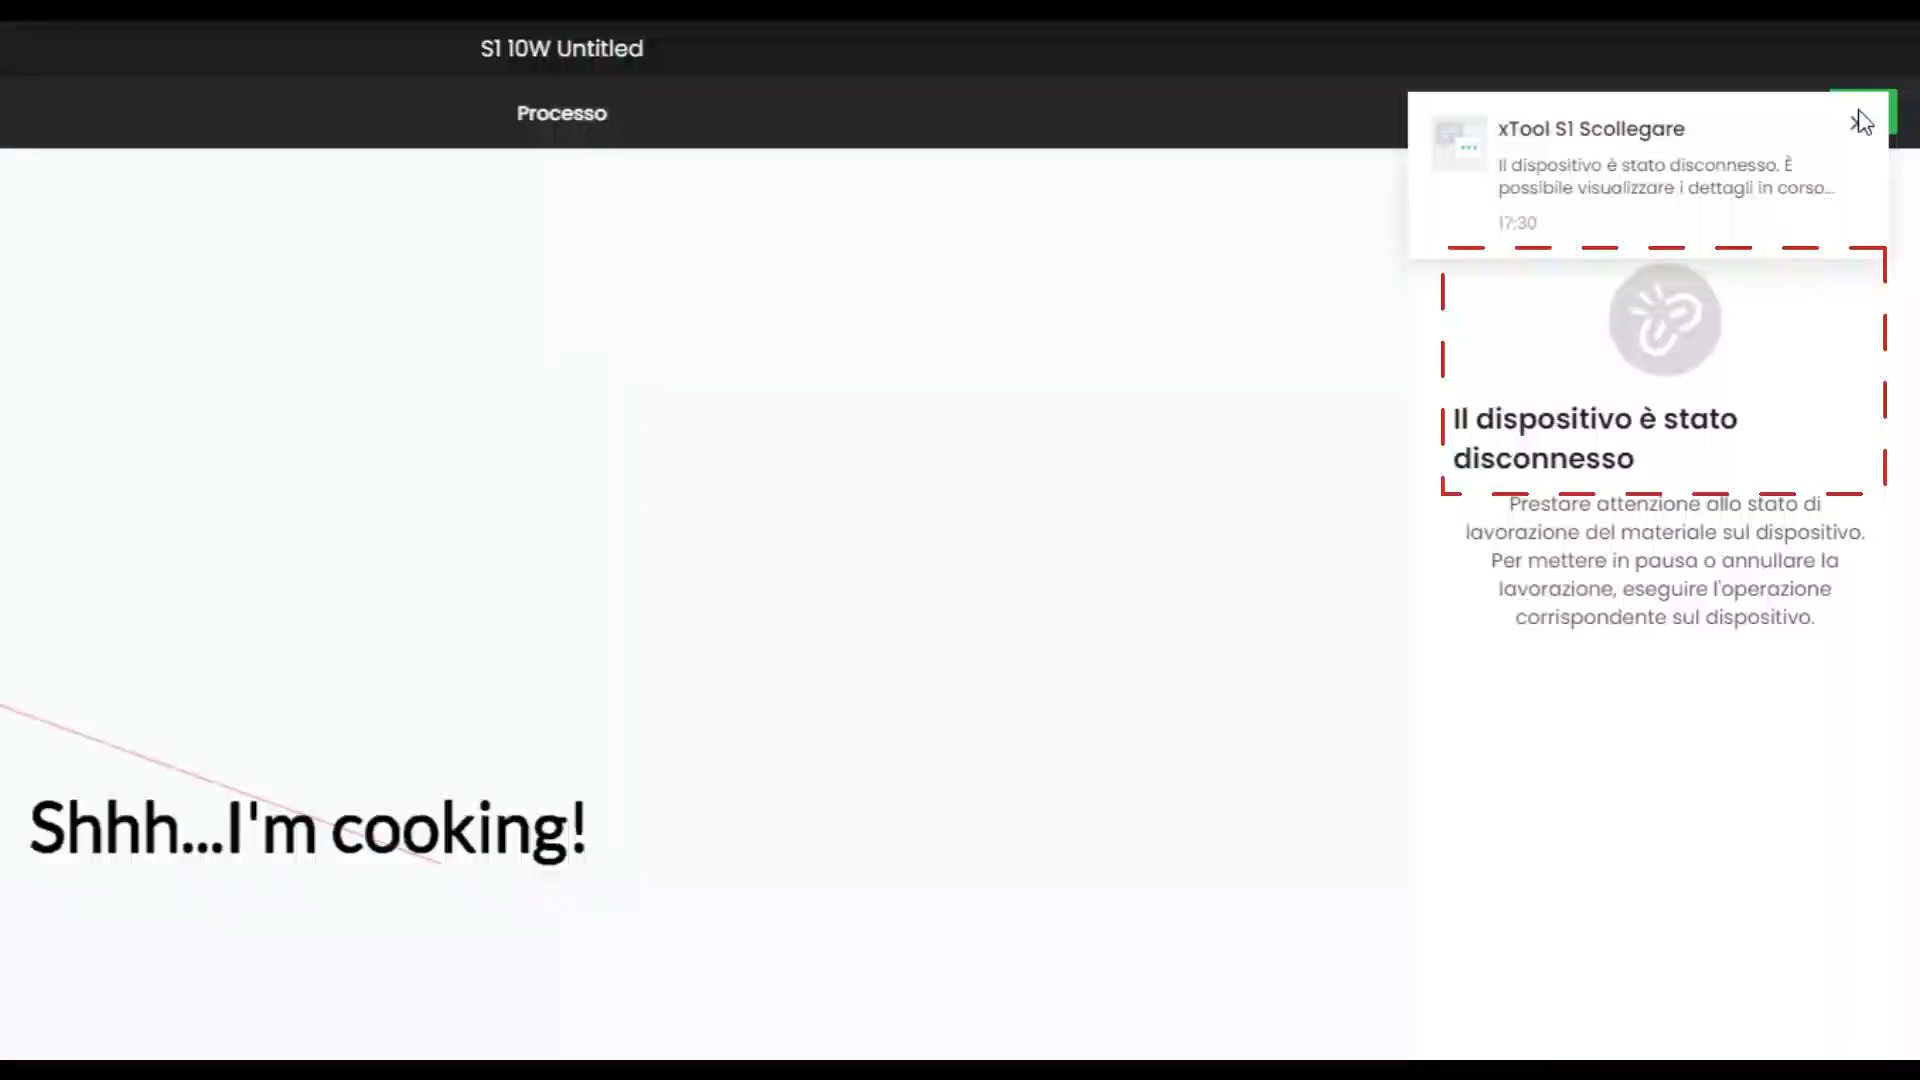 S1 10W Untitled
Processo
xTool S1 Scollegare
Il dispositivo è stato disconnesso. È
possibile visualizzare i dettagli in corso...
17:30
Il dispositivo è stato
disconnesso
Prestare attenzione allo stato di
lavorazione del materiale sul dispositivo.
Per mettere in pausa o annullare la
lavorazione, eseguire l'operazione
corrispondente sul dispositivo.
Shhh...I'm cooking!